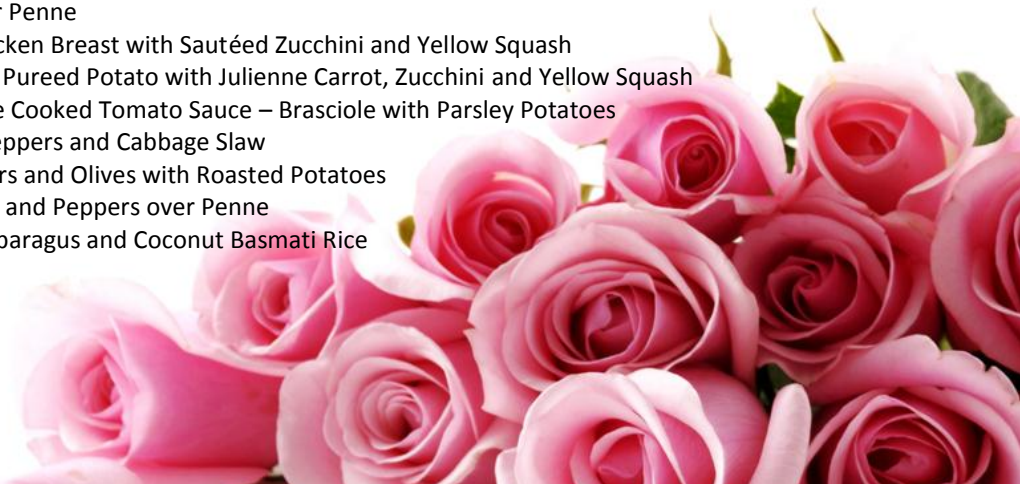 r Penne
cken Breast with Sautéed Zucchini and Yellow Squash
Pureed Potato with Julienne Carrot, Zucchini and Yellow Squash
e Cooked Tomato Sauce – Brasciole with Parsley Potatoes
eppers and Cabbage Slaw
rs and Olives with Roasted Potatoes
and Peppers over Penne
paragus and Coconut Basmati Rice